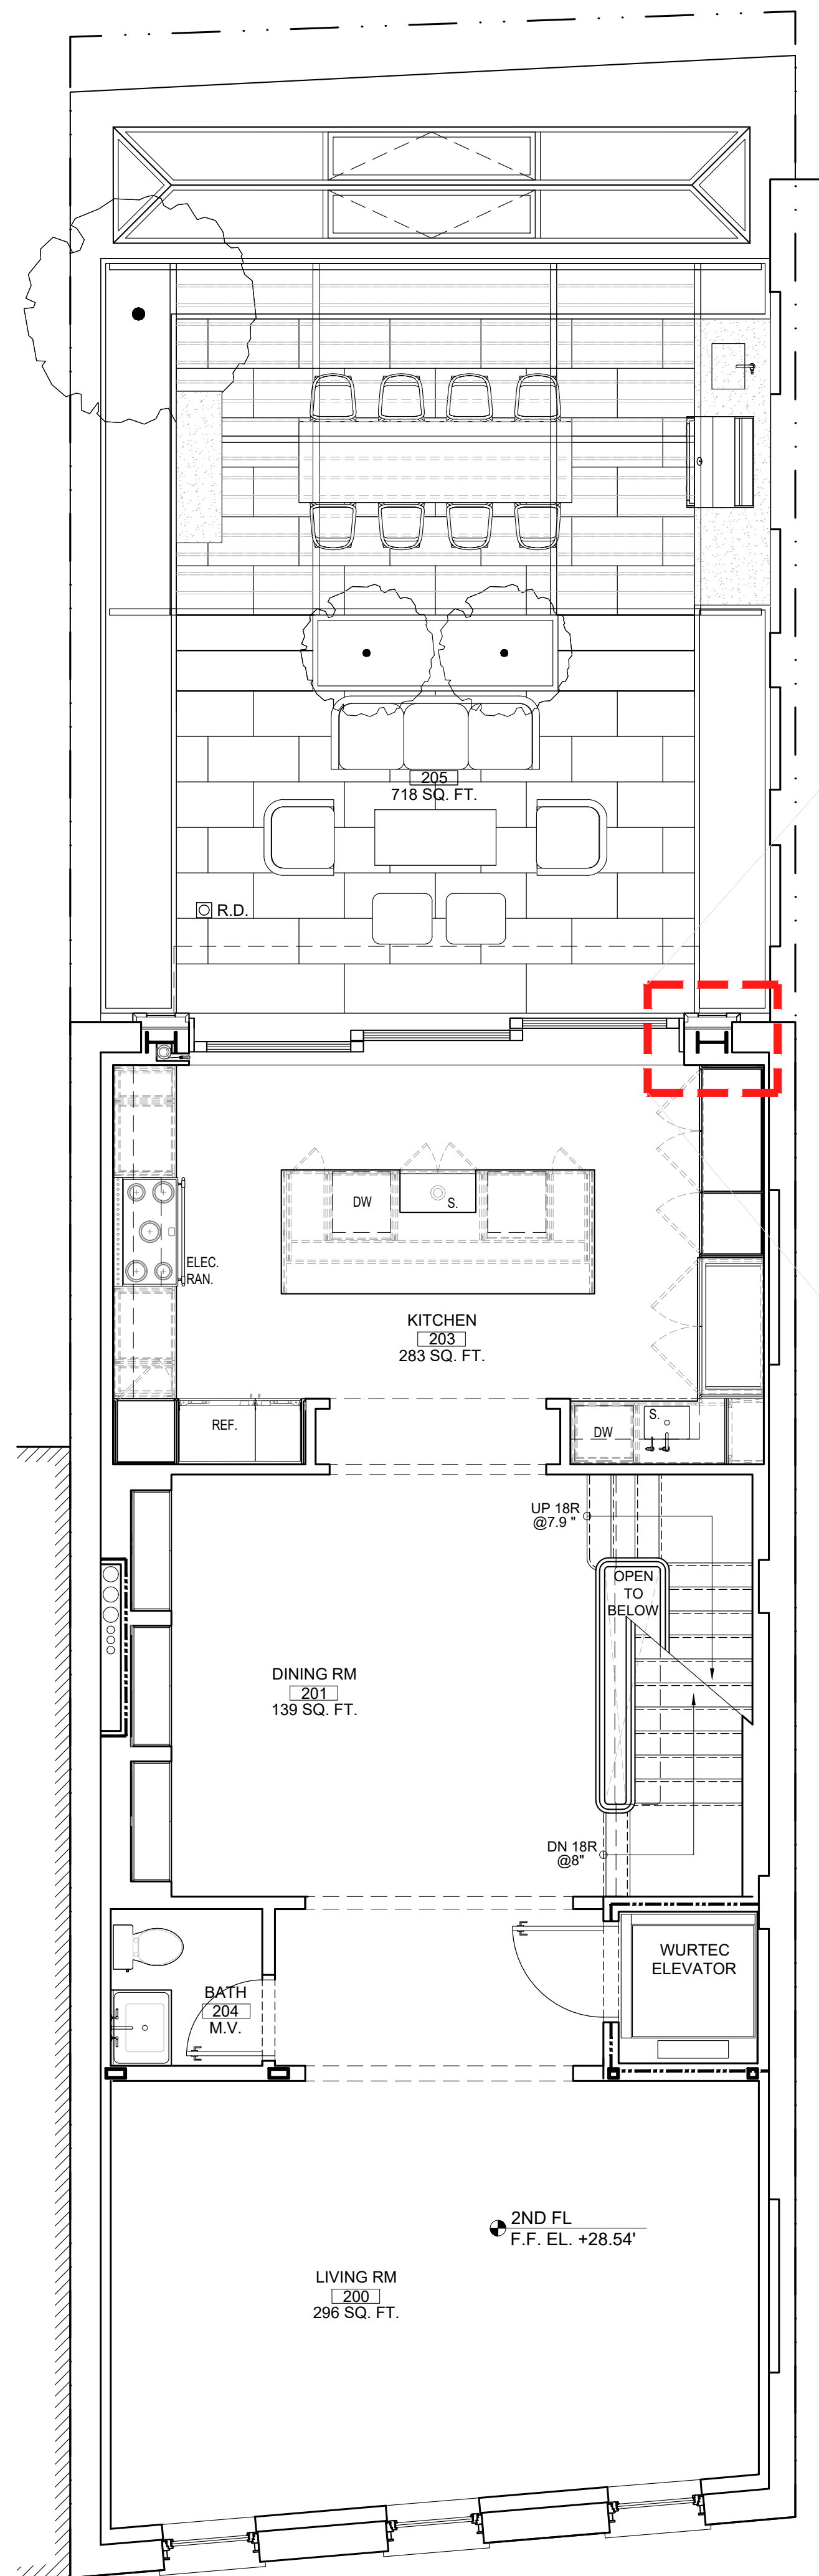 205
718 SQ. FT.
R.D.
DW
S.
ELEC.
RAN.
KITCHEN
203
283 SQ. FT.
REF.
DW
S.
UP 18R
@7.9 "
OPEN
TO
BELOW
DINING RM
201
139 SQ. FT.
DN 18R
@8"
WURTEC
ELEVATOR
BATH
204
M.V.
2ND FL
F.F. EL. +28.54'
LIVING RM
200
296 SQ. FT.